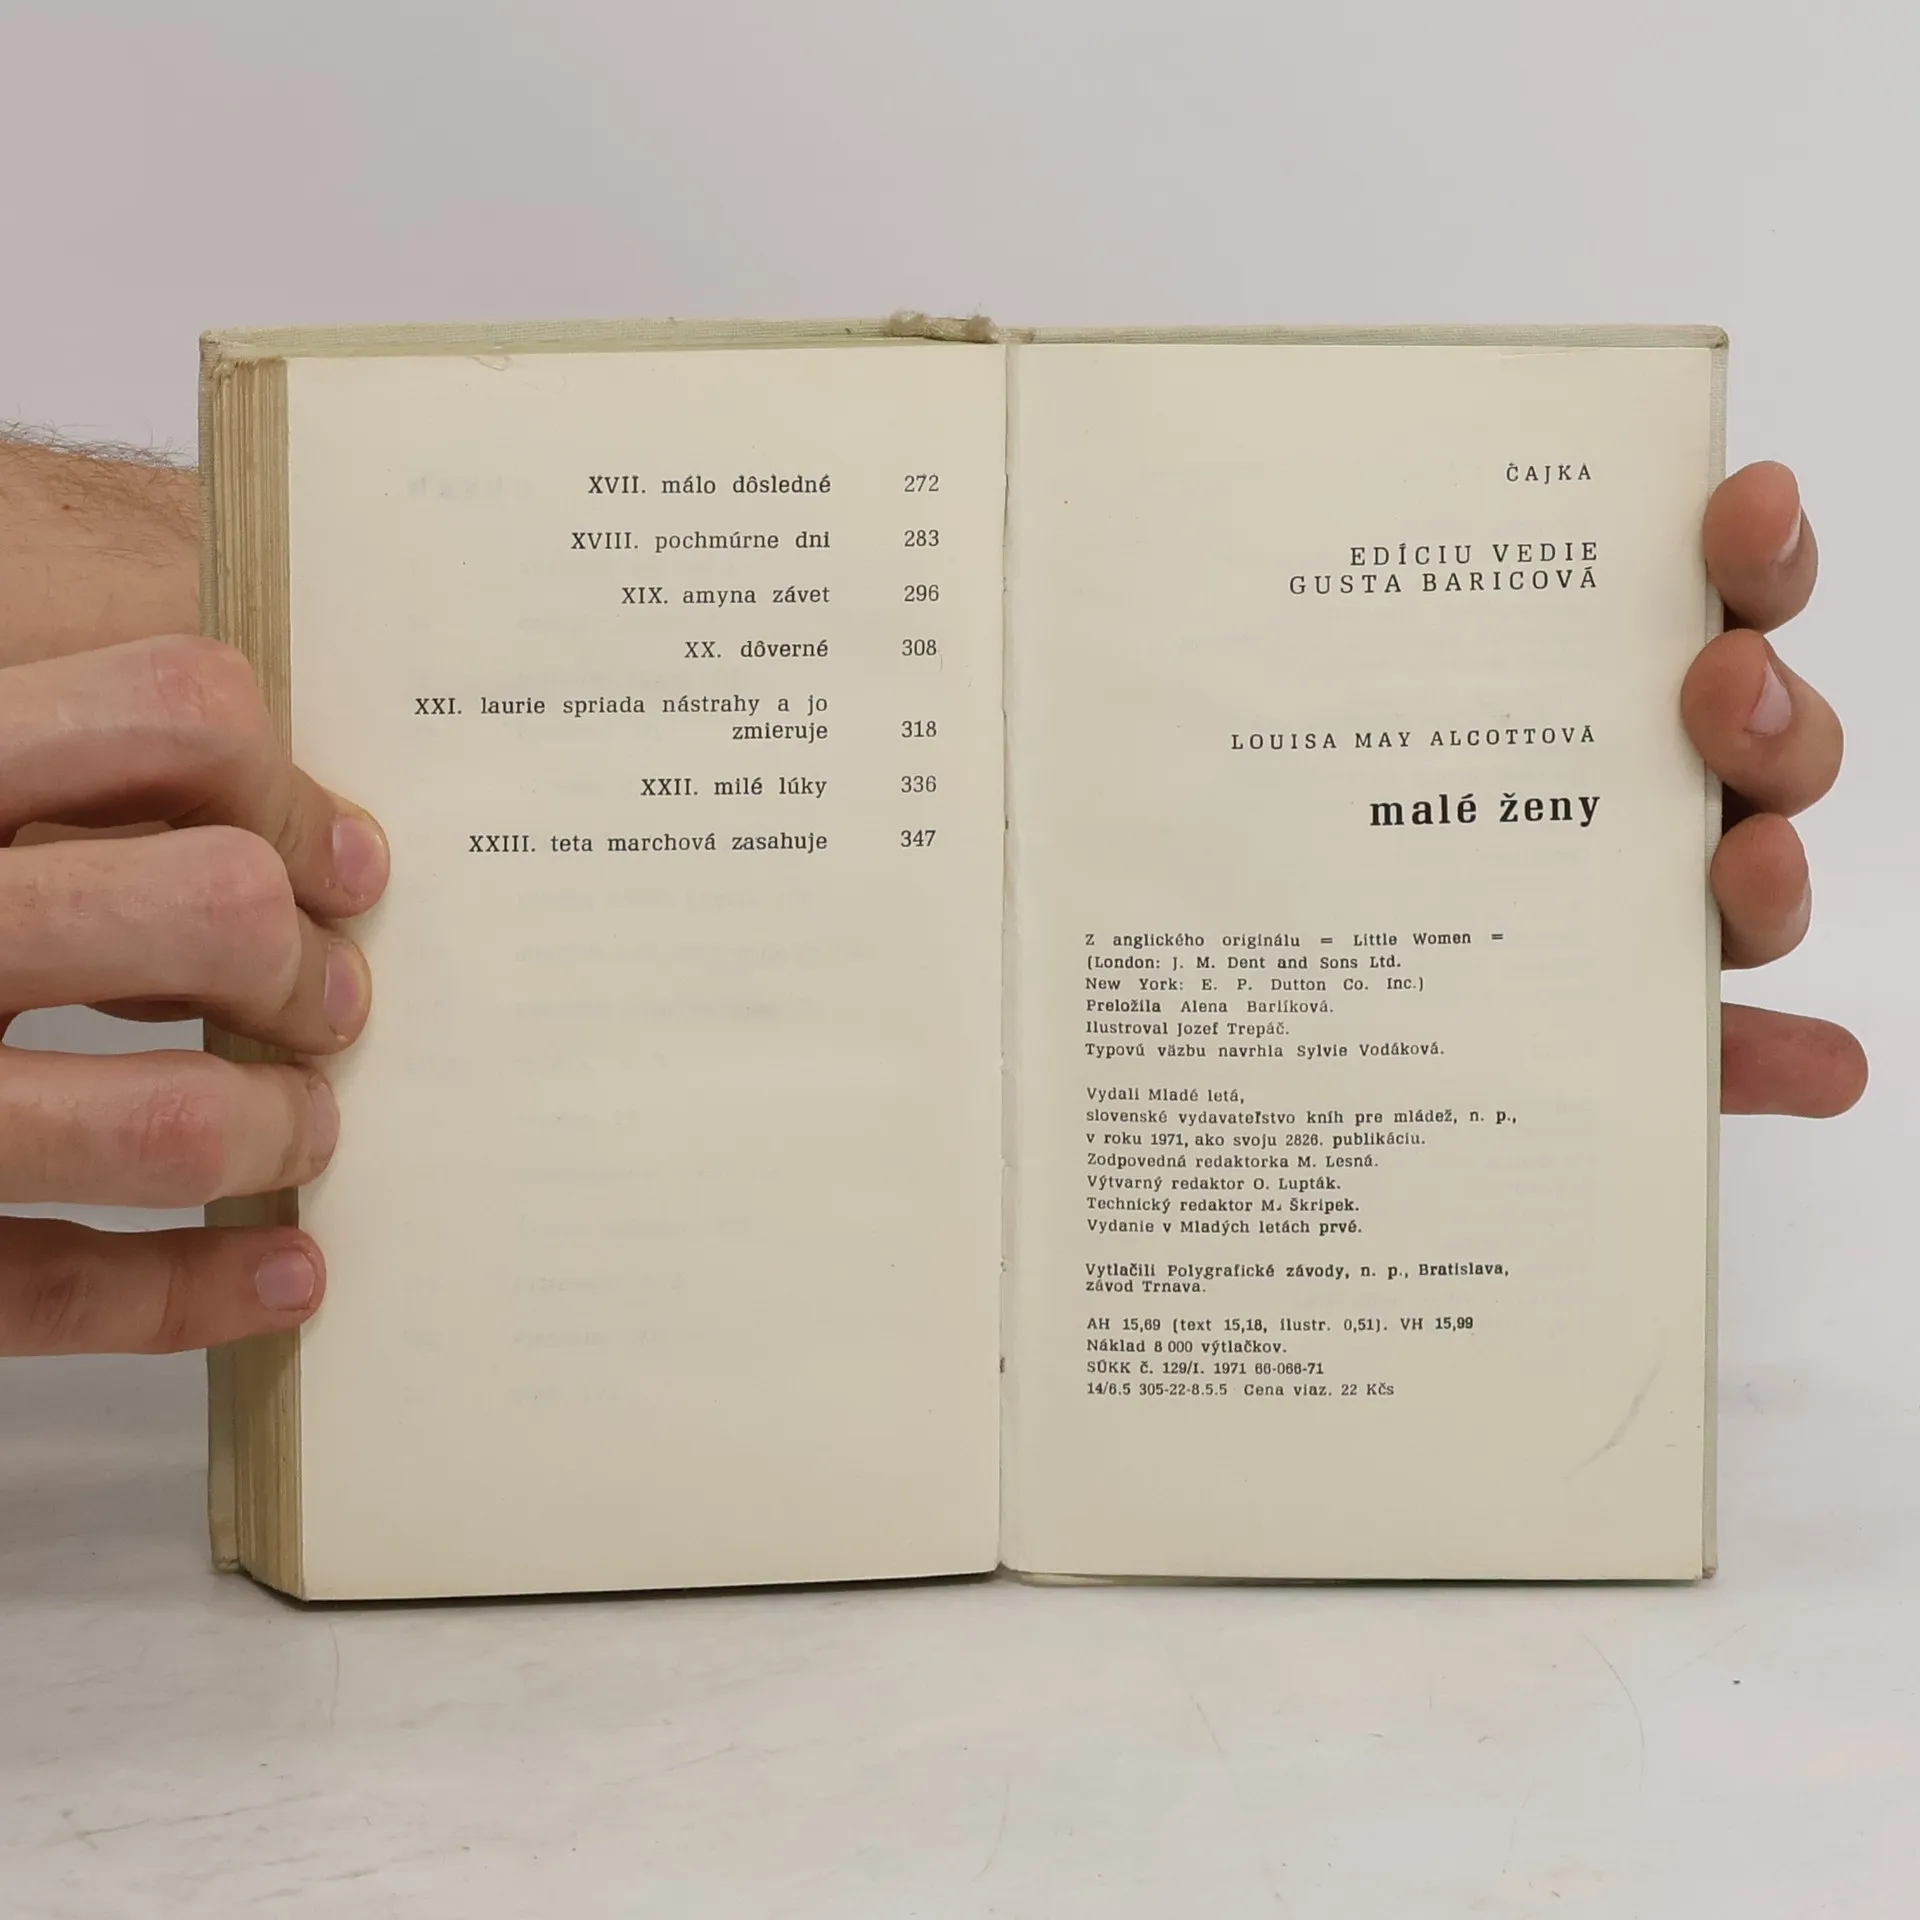 XVII. málo dôsledné 272
XVIII. pochmúrne dni 283
XIX. amyna závet 296
XX. dôverné 308
XXI. laurie spriada nástrahy a jo
zmieruje 318
XXII. milé lúky 336
XXIII. teta marchová zasahuje 347
ČAJKA
EDÍCIU VEDIE
GUSTA BARICOVÁ
LOUISA MAY ALCOTTOVÁ
malé ženy
Z anglického originálu = Little Women =
(London: J. M. Dent and Sons Ltd.
New York: E. P. Dutton Co. Inc.)
Preložila Alena Barlíková.
Ilustroval Jozef Trepáč.
Typovú väzbu navrhla Sylvie Vodáková.
Vydali Mladé letá,
slovenské vydavateľstvo kníh pre mládež, n. p.,
v roku 1971, ako svoju 2826. publikáciu.
Zodpovedná redaktorka M. Lesná.
Výtvarný redaktor O. Lupták.
Technický redaktor M. Škripek.
Vydanie v Mladých letách prvé.
Vytlačili Polygrafické závody, n. p., Bratislava,
závod Trnava.
AH 15,69 (text 15,18, ilustr. 0,51). VH 15,99
Náklad 8 000 výtlačkov.
SÚKK č. 129/I. 1971 66-066-71
14/6.5 305-22-8.5.5 Cena viaz. 22 Kčs